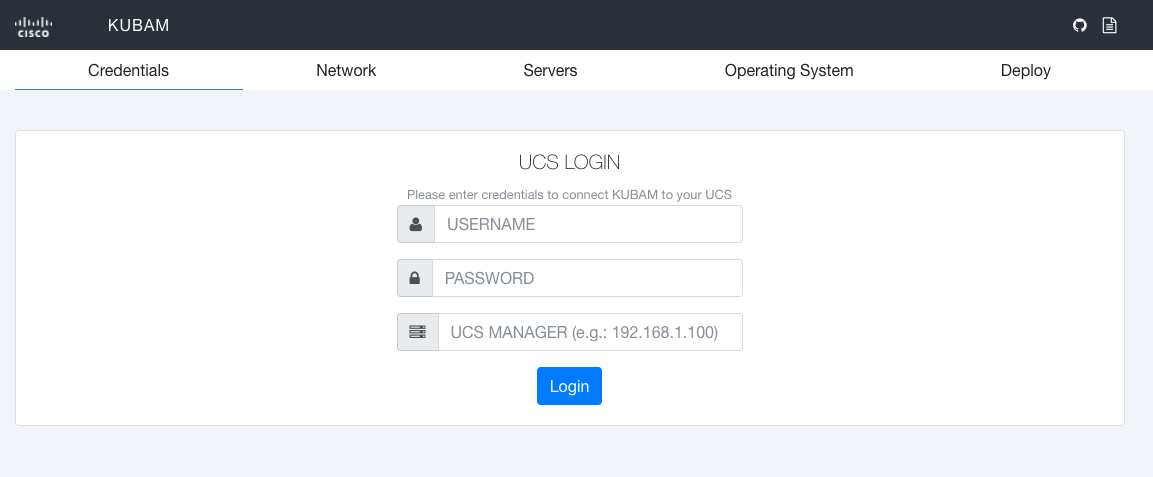 CISCO
KUBAM
Credentials
Network
Servers
Operating System
Deploy
UCS LOGIN
Please enter credentials to connect KUBAM to your UCS
USERNAME
PASSWORD
UCS MANAGER (e.g.: 192.168.1.100)
Login